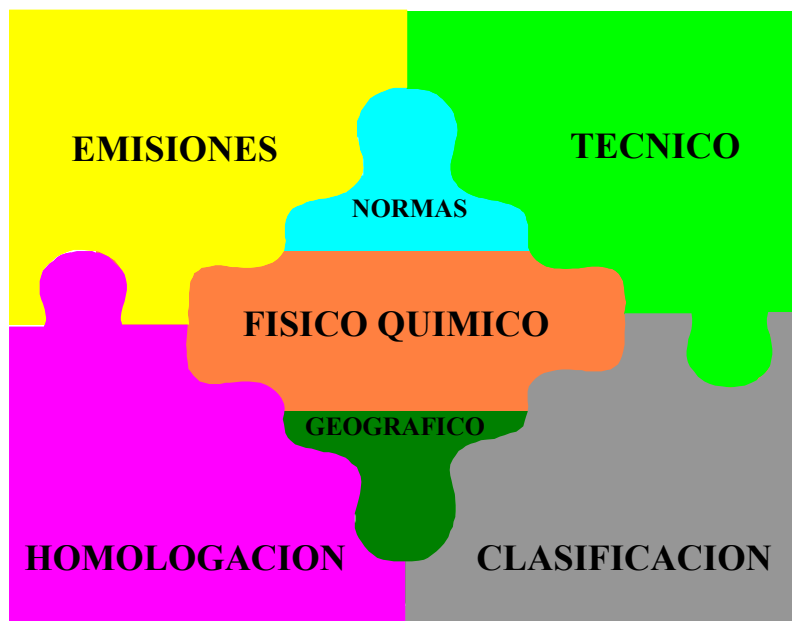 EMISIONES
TECNICO
NORMAS
FISICO QUIMICO
GEOGRAFICO
HOMOLOGACION
CLASIFICACION